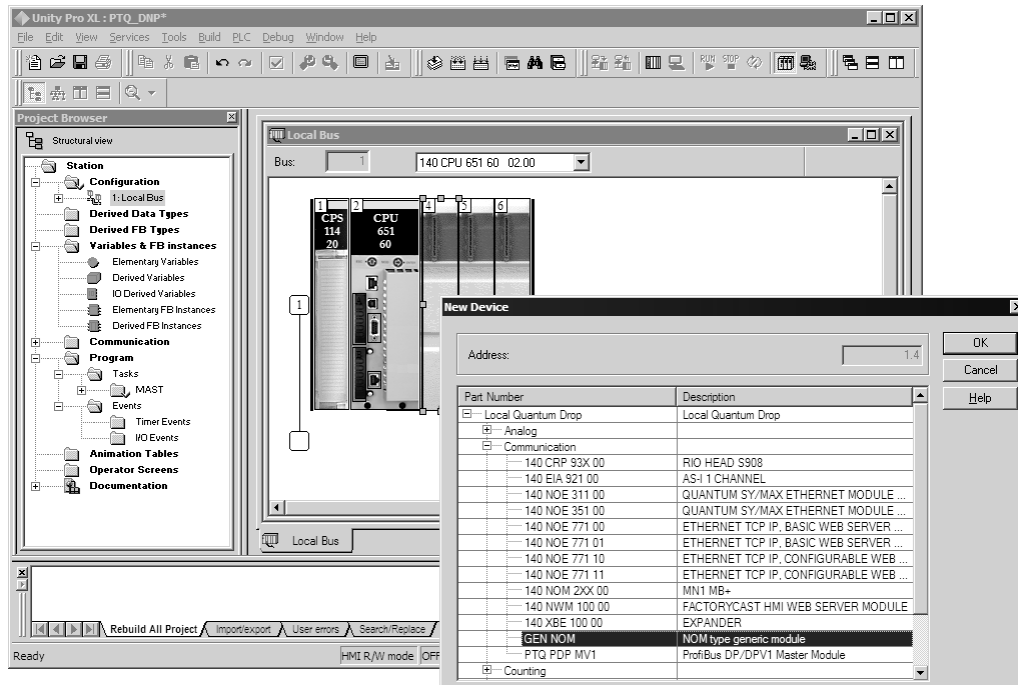 Unity Pro XL : PTQ_DNP*
File Edit View Services Tools Build PLC Debug Window Help
RUN STOP
Project Browser
Structural view
Station
Configuration
1: Local Bus
Derived Data Types
Derived FB Types
Variables & FB instances
Elementary Variables
Derived Variables
IO Derived Variables
Elementary FB Instances
Derived FB Instances
Communication
Program
Tasks
MAST
Events
Timer Events
I/O Events
Animation Tables
Operator Screens
Documentation
Local Bus
Bus: 1 140 CPU 651 60 02.00
1 2 4 5 6
CPS 114 20
CPU 651 60
1
Local Bus
New Device
Address: 1.4
OK
Cancel
Help
Part Number Description
Local Quantum Drop Local Quantum Drop
Analog
Communication
140 CRP 93X 00 RIO HEAD S908
140 EIA 921 00 AS-I 1 CHANNEL
140 NOE 311 00 QUANTUM SY/MAX ETHERNET MODULE ...
140 NOE 351 00 QUANTUM SY/MAX ETHERNET MODULE ...
140 NOE 771 00 ETHERNET TCP IP, BASIC WEB SERVER ...
140 NOE 771 01 ETHERNET TCP IP, BASIC WEB SERVER ...
140 NOE 771 10 ETHERNET TCP IP, CONFIGURABLE WEB ...
140 NOE 771 11 ETHERNET TCP IP, CONFIGURABLE WEB ...
140 NOM 2XX 00 MN1 MB+
140 NWM 100 00 FACTORYCAST HMI WEB SERVER MODULE
140 XBE 100 00 EXPANDER
GEN NOM NOM type generic module
PTQ PDP MV1 ProfiBus DP/DPV1 Master Module
Counting
Rebuild All Project Import/export User errors Search/Replace
Ready HMI R/W mode OFF